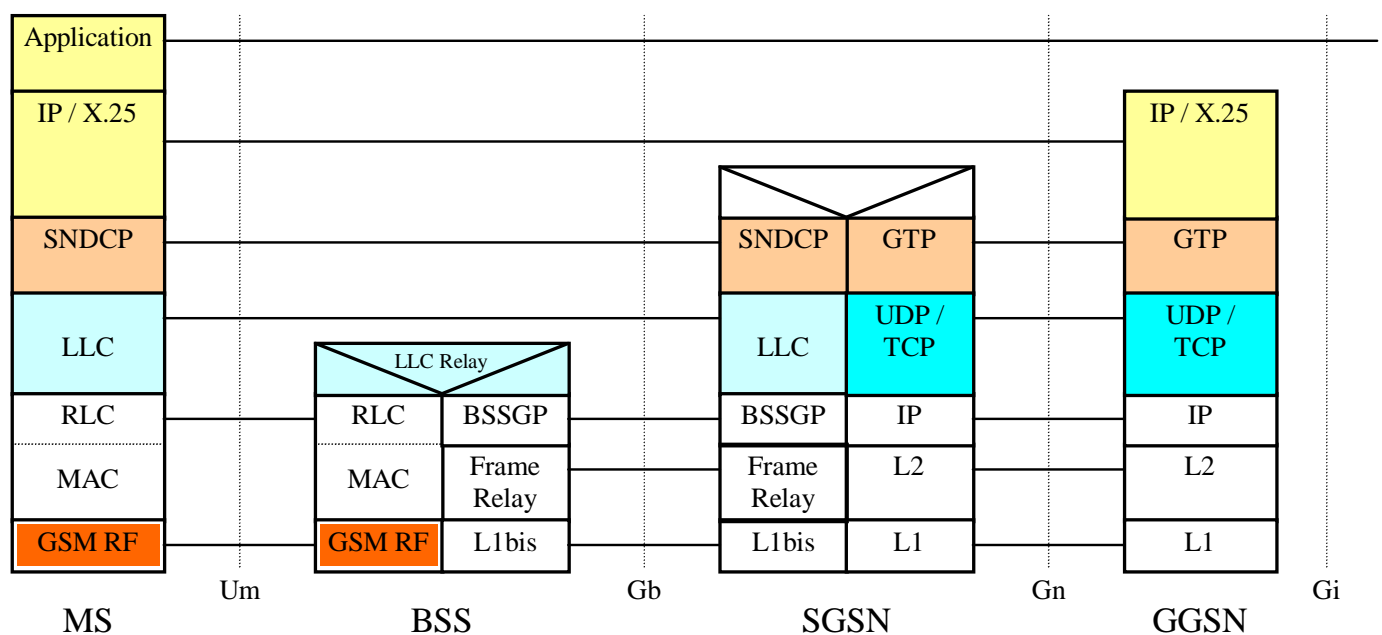 Application
IP / X.25
IP / X.25
SNDCP
SNDCP
GTP
GTP
LLC
LLC Relay
LLC
UDP /
TCP
UDP /
TCP
RLC
RLC
BSSGP
BSSGP
IP
IP
MAC
MAC
Frame
Relay
Frame
Relay
L2
L2
GSM RF
GSM RF
L1bis
L1bis
L1
L1
Um
Gb
Gn
Gi
MS
BSS
SGSN
GGSN